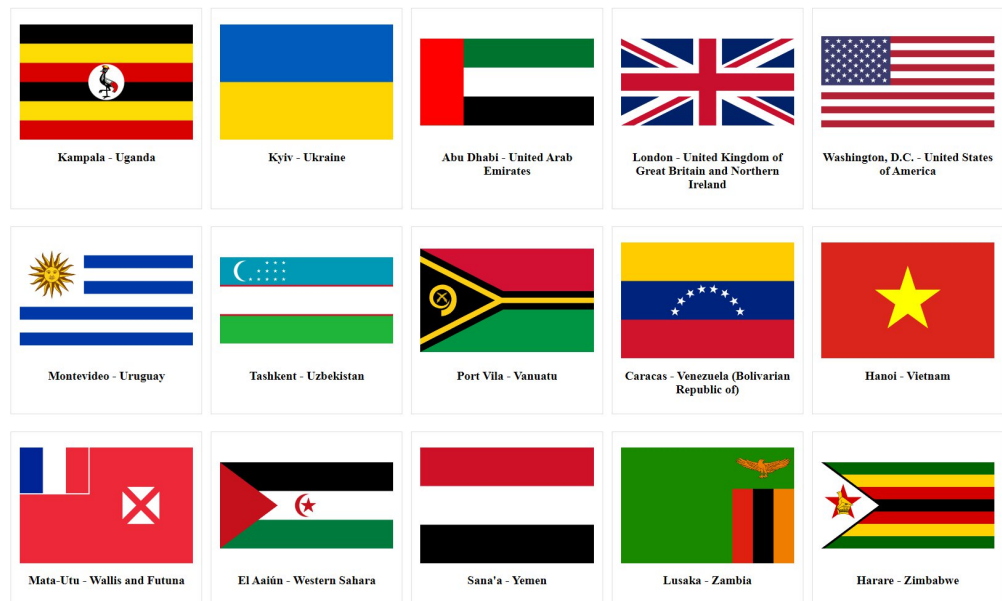 Kampala - Uganda
Kyiv - Ukraine
Abu Dhabi - United Arab
Emirates
London - United Kingdom of
Great Britain and Northern
Ireland
Washington, D.C. - United States
of America
Montevideo - Uruguay
Tashkent - Uzbekistan
Port Vila - Vanuatu
Caracas - Venezuela (Bolivarian
Republic of)
Hanoi - Vietnam
Mata-Utu - Wallis and Futuna
El Aaiún - Western Sahara
Sana'a - Yemen
Lusaka - Zambia
Harare - Zimbabwe